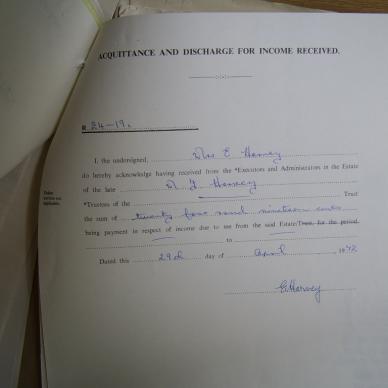 ACQUITTANCE AND DISCHARGE FOR INCOME RECEIVED.
R 24-19.
I, the undersigned, Mrs E Harvey
do hereby acknowledge having received from the *Executors and Administrators in the Estate
of the late Harvey
*Trustees of the Trust
the sum of twenty four rand nineteen cents
being payment in respect of income due to me from the said Estate/Trust, for the period
to
Dated this 29th day of April 1972
E Harvey